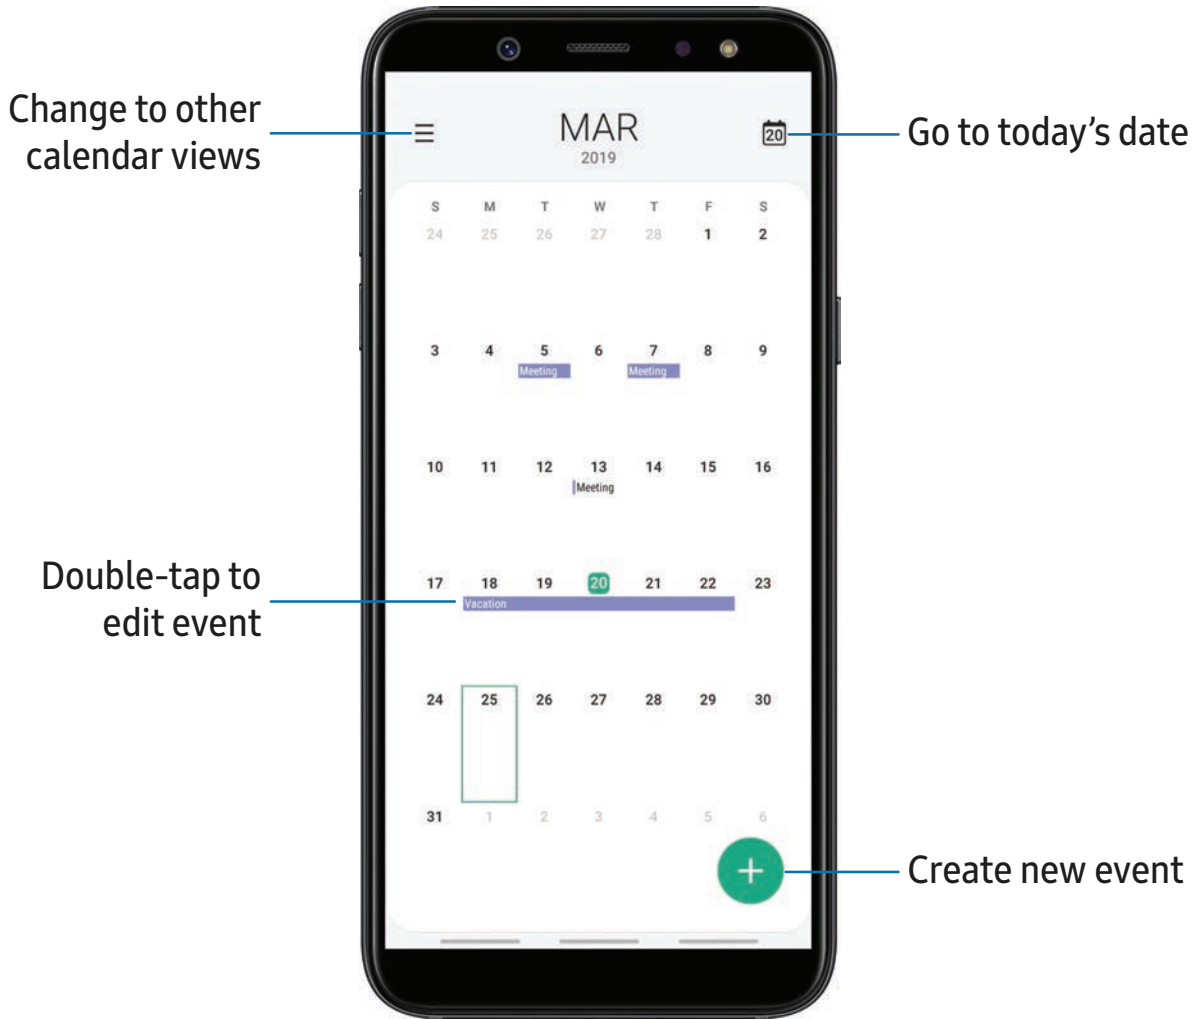 Change to other
calendar views
MAR
2019
20
Go to today's date
S M T W T F S
24 25 26 27 28 1 2
3 4 5 6 7 8 9
Meeting Meeting
10 11 12 13 14 15 16
Meeting
Double-tap to
edit event
17 18 19 20 21 22 23
Vacation
24 25 26 27 28 29 30
31 1 2 3 4 5 6
Create new event